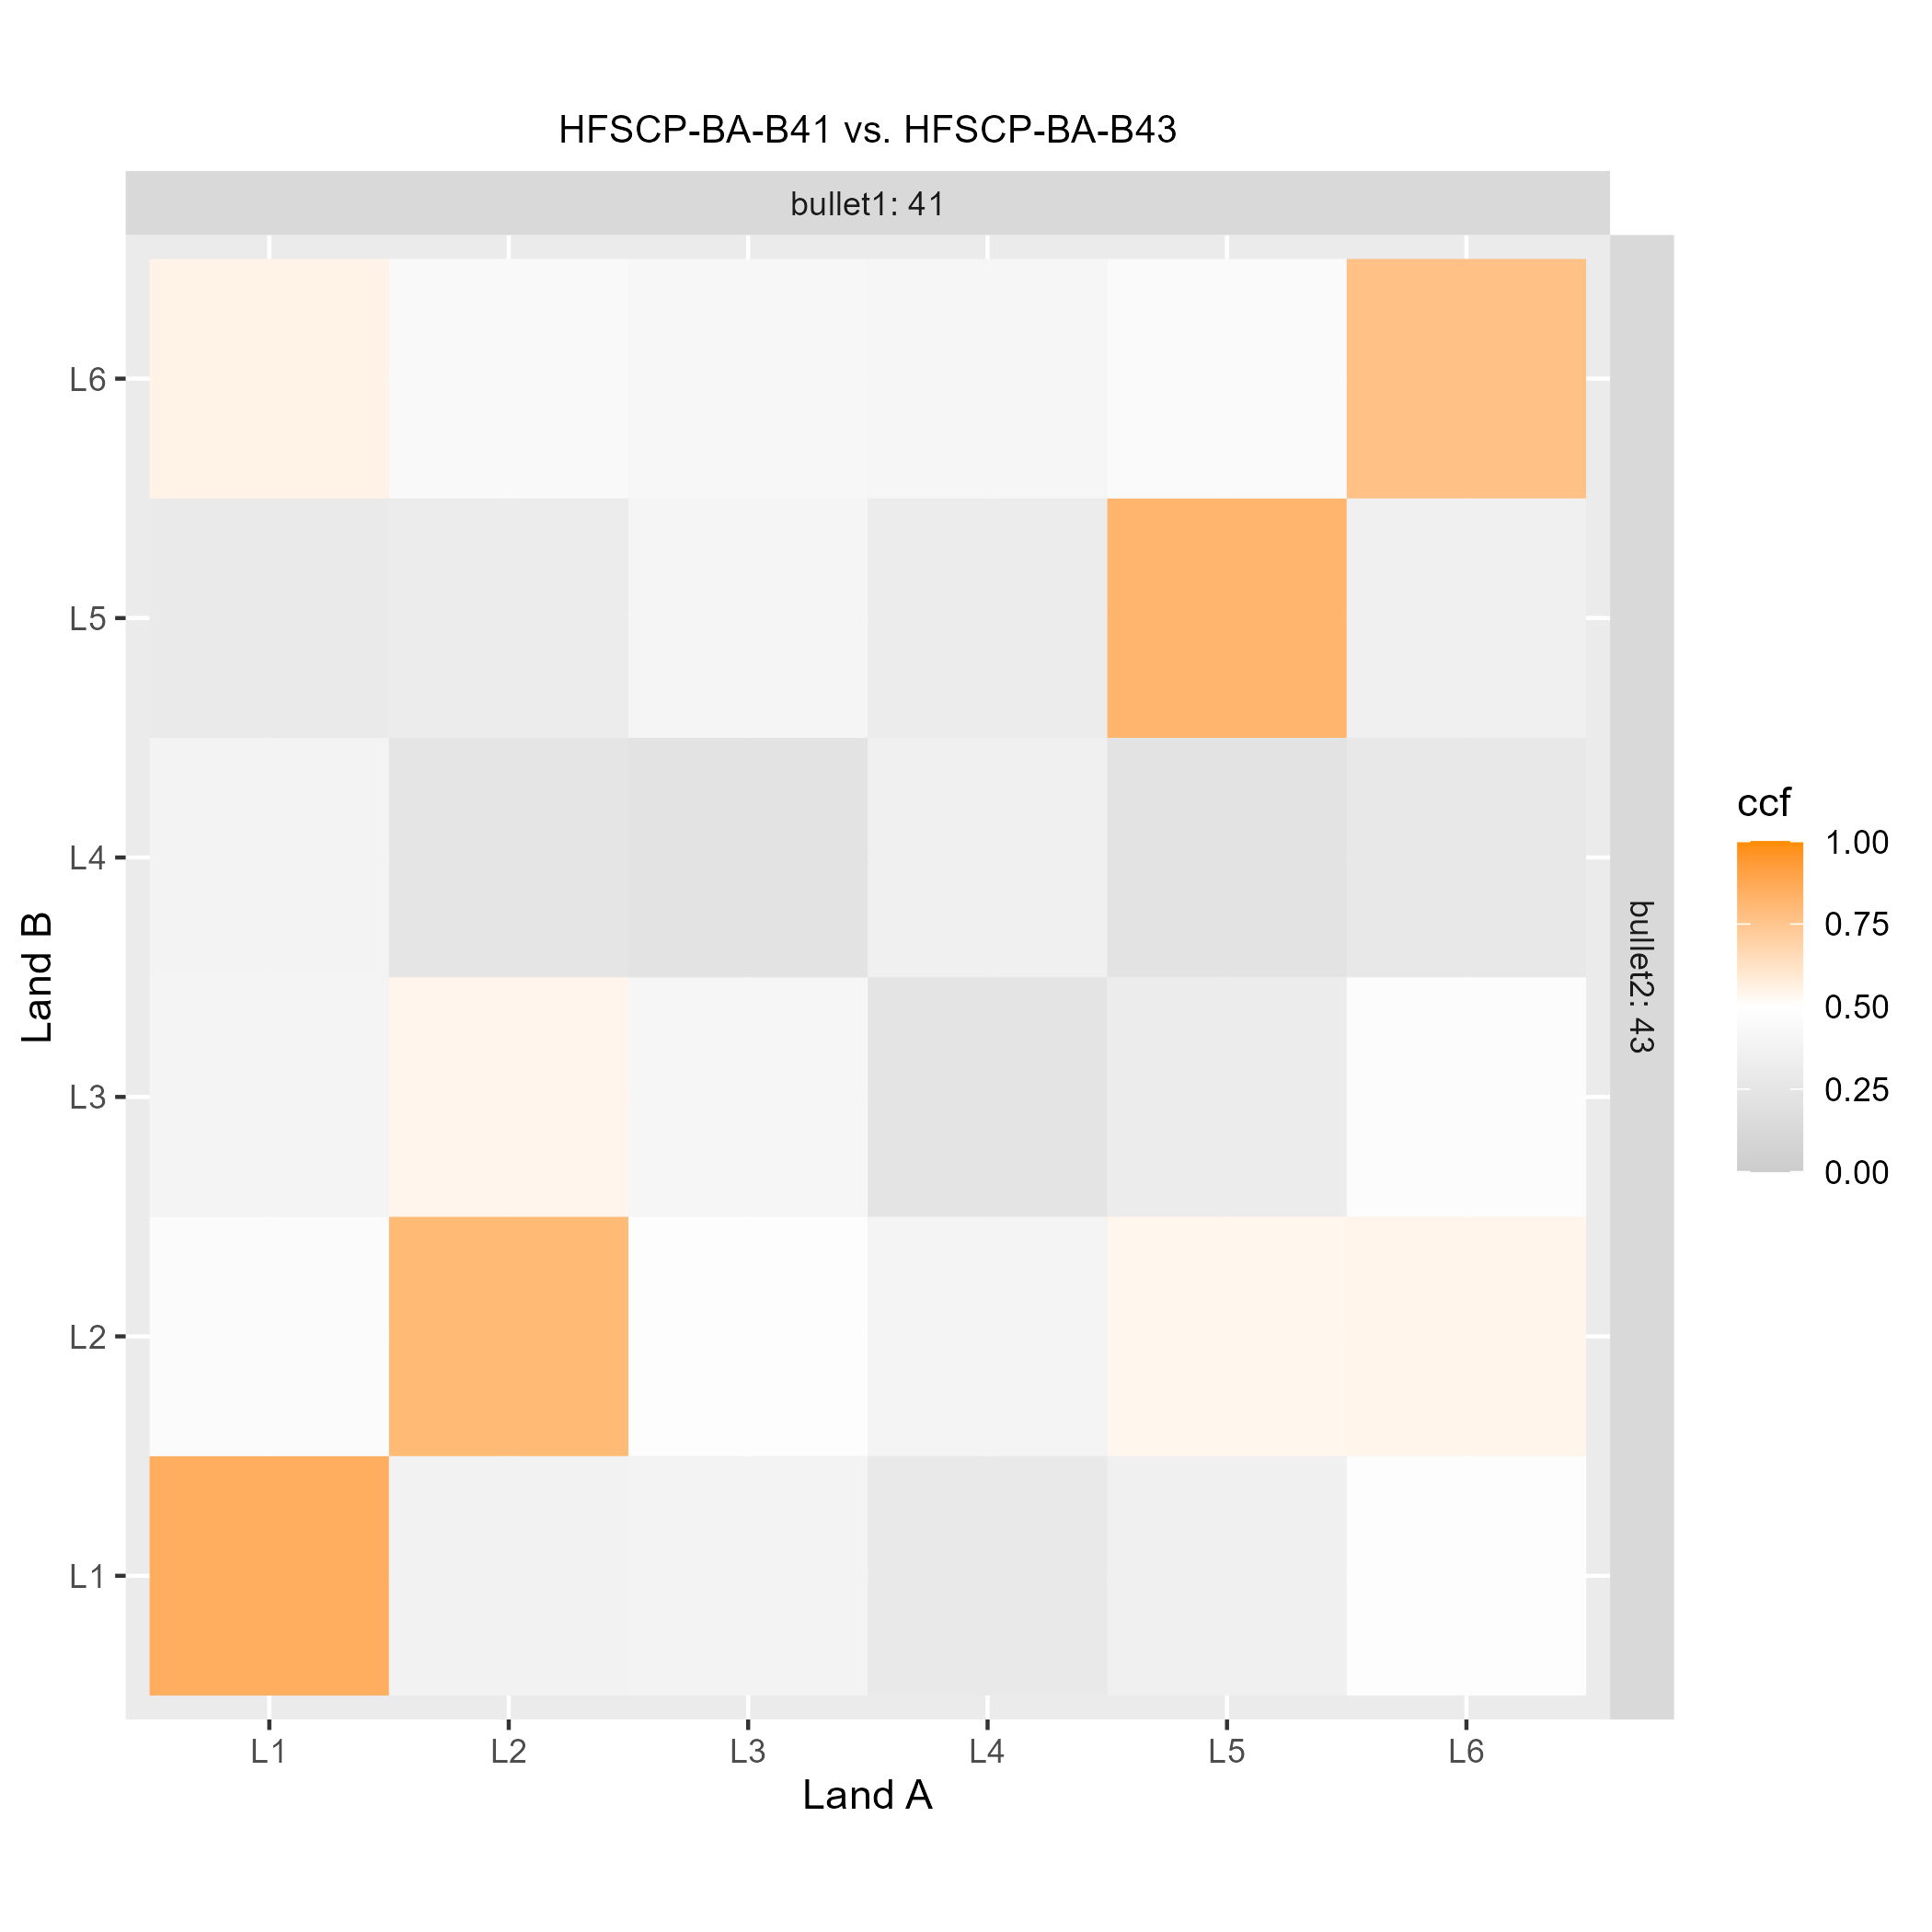 HFSCP-BA-B41 vs. HFSCP-BA-B43
bullet1: 41
L6
L5
L4
L3
L2
L1
Land B
bullet2: 43
L1 L2 L3 L4 L5 L6
Land A
ccf
1.00
0.75
0.50
0.25
0.00